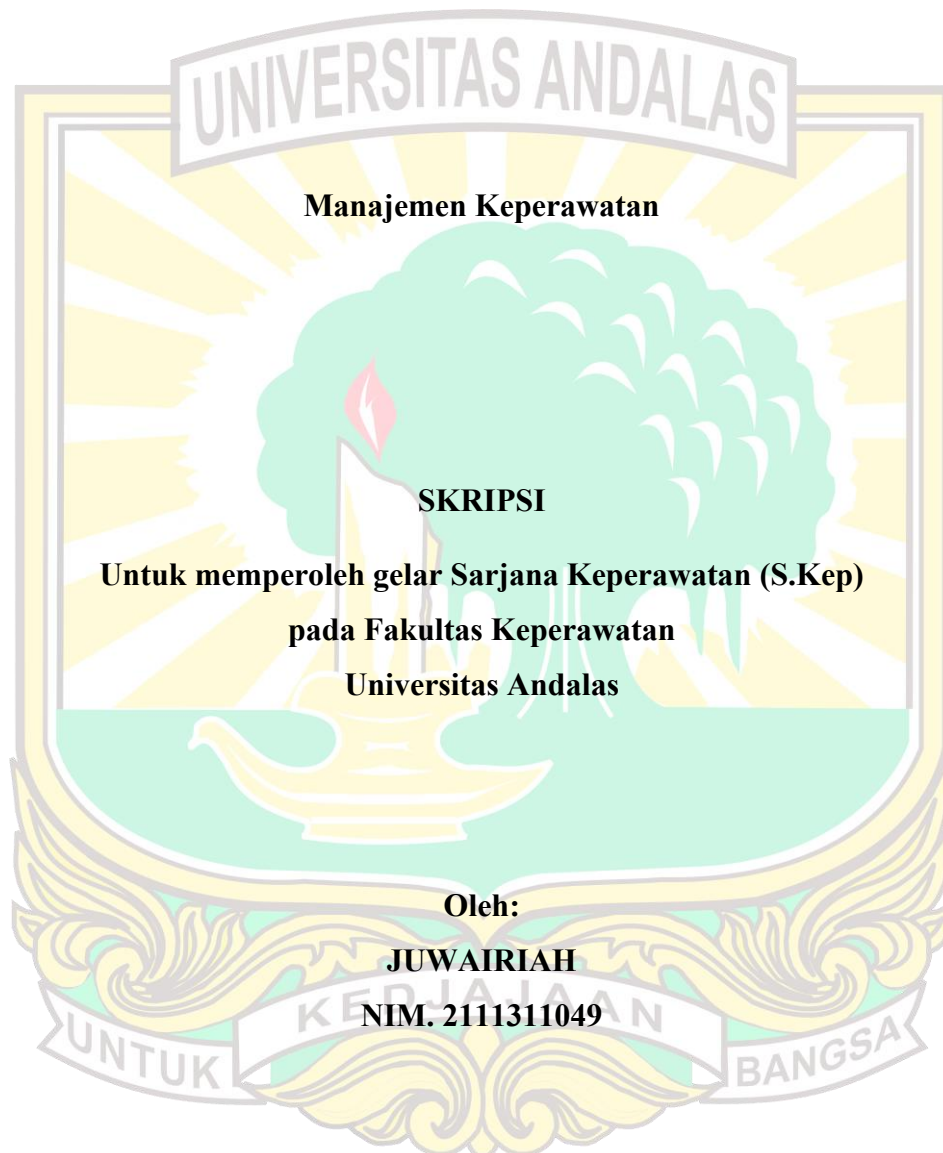 UNIVERSITAS ANDALAS
Manajemen Keperawatan
SKRIPSI
Untuk memperoleh gelar Sarjana Keperawatan (S.Kep)
pada Fakultas Keperawatan
Universitas Andalas
Oleh:
JUWAIRIAH
NIM. 2111311049
UNTUK KEDJAJAAN BANGSA